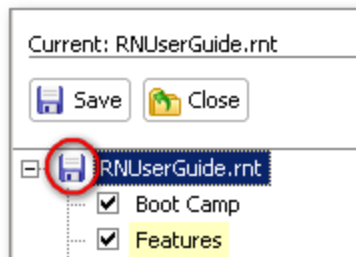 Current: RNUserGuide.rnt
Save Close
RNUserGuide.rnt
Boot Camp
Features